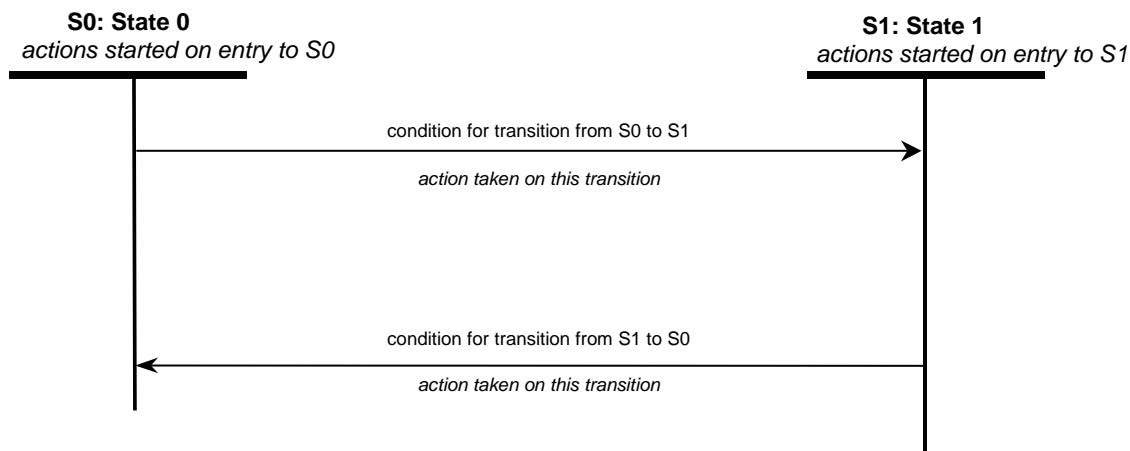 S0: State 0
actions started on entry to S0
S1: State 1
actions started on entry to S1
condition for transition from S0 to S1
action taken on this transition
condition for transition from S1 to S0
action taken on this transition